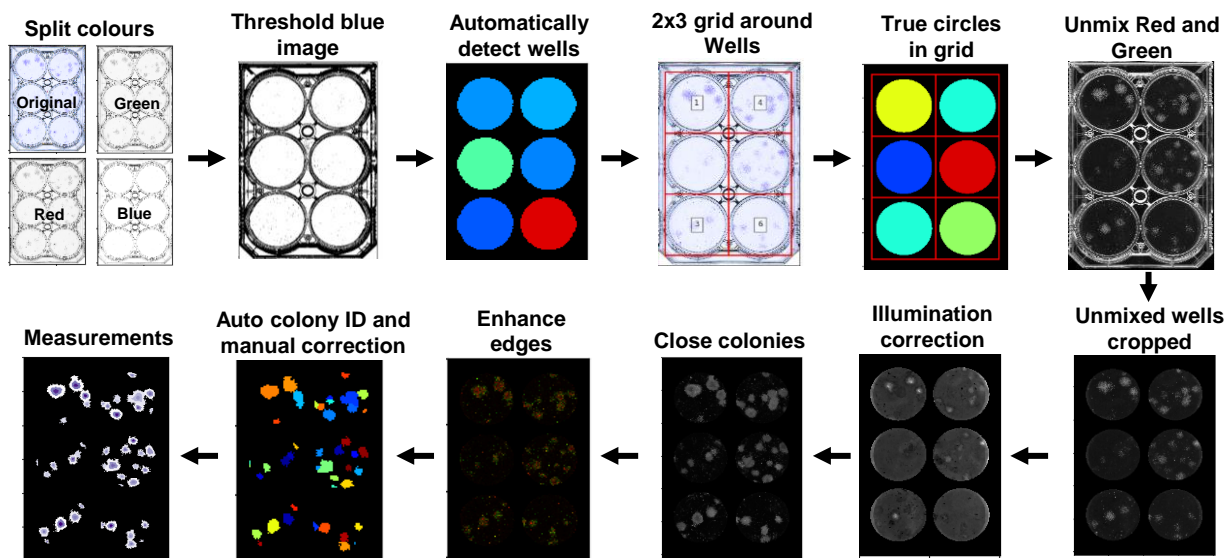 Split colours
Original
Green
Red
Blue
Threshold blue
image
Automatically
detect wells
2x3 grid around
Wells
1
4
3
6
True circles
in grid
Unmix Red and
Green
Unmixed wells
cropped
Illumination
correction
Close colonies
Enhance
edges
Auto colony ID and
manual correction
Measurements